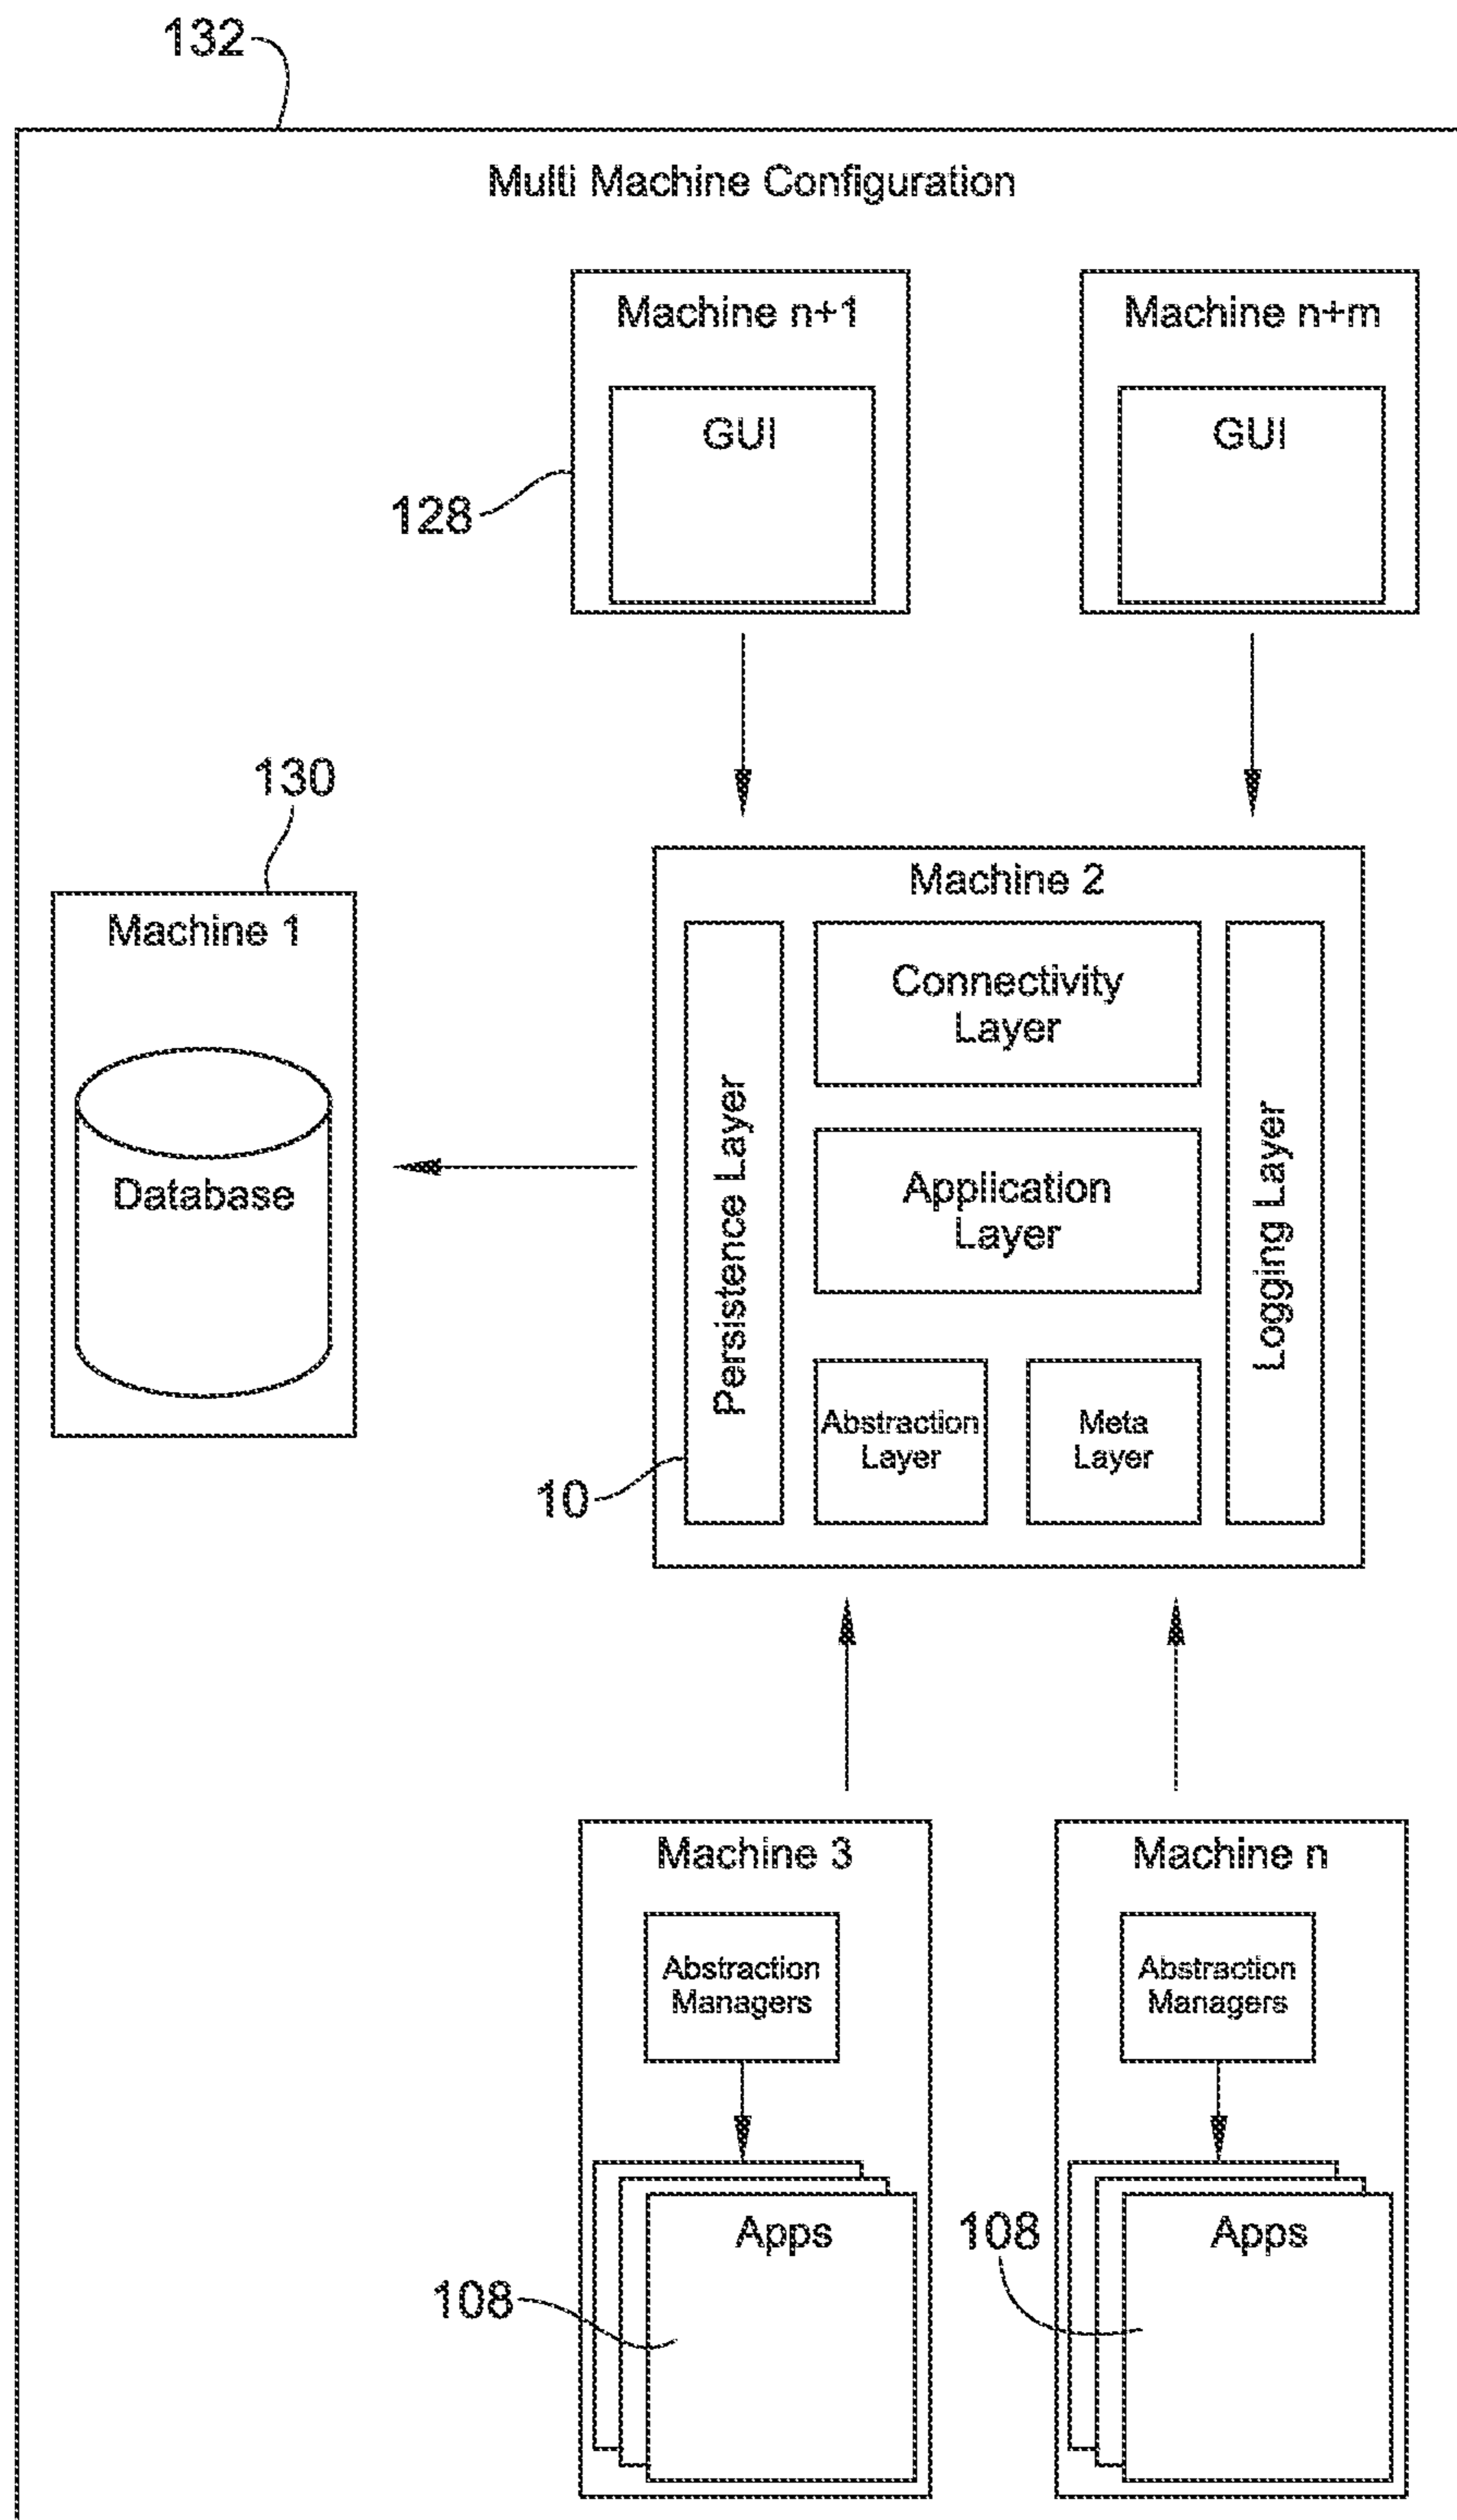 132
Multi Machine Configuration
Machine n+1
Machine n+m
GUI
GUI
128
130
Machine 1
Database
Machine 2
Persistence Layer
Connectivity
Layer
Application
Layer
Abstraction
Layer
Meta
Layer
Logging Layer
10
Machine 3
Abstraction
Managers
Apps
108
Machine n
Abstraction
Managers
Apps
108